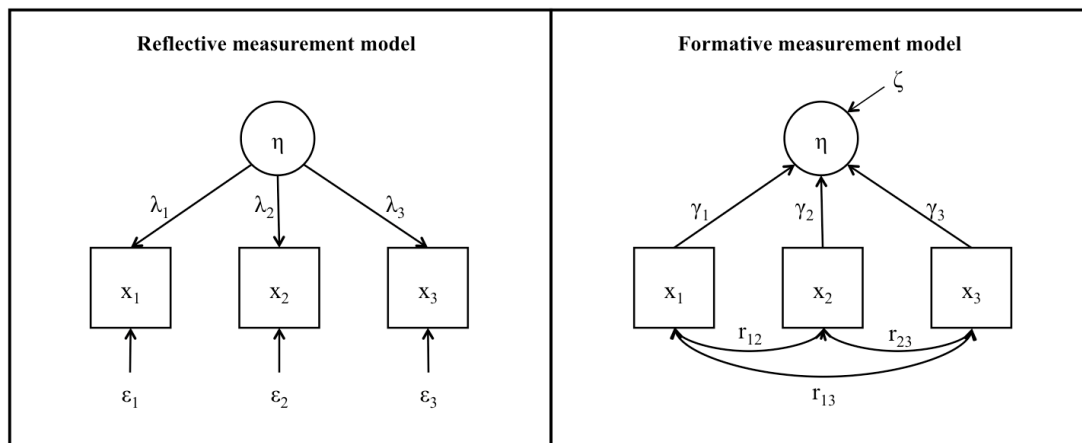 Reflective measurement model
η
λ₁
λ₂
λ₃
x₁
x₂
x₃
ε₁
ε₂
ε₃
Formative measurement model
ζ
η
γ₁
γ₂
γ₃
x₁
x₂
x₃
r₁₂
r₂₃
r₁₃